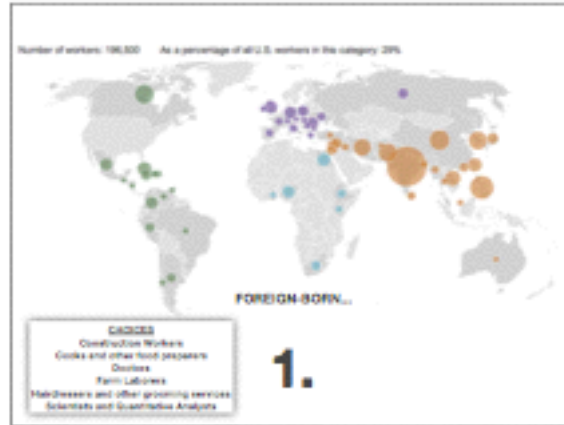 Number of workers: 196,500 As a percentage of all U.S. workers in this category: 29%
FOREIGN-BORN...
CHOICES
Construction Workers
Cooks and other food preparers
Doctors
Farm Laborers
Hairdressers and other grooming services
Scientists and Quantitative Analysts
1.